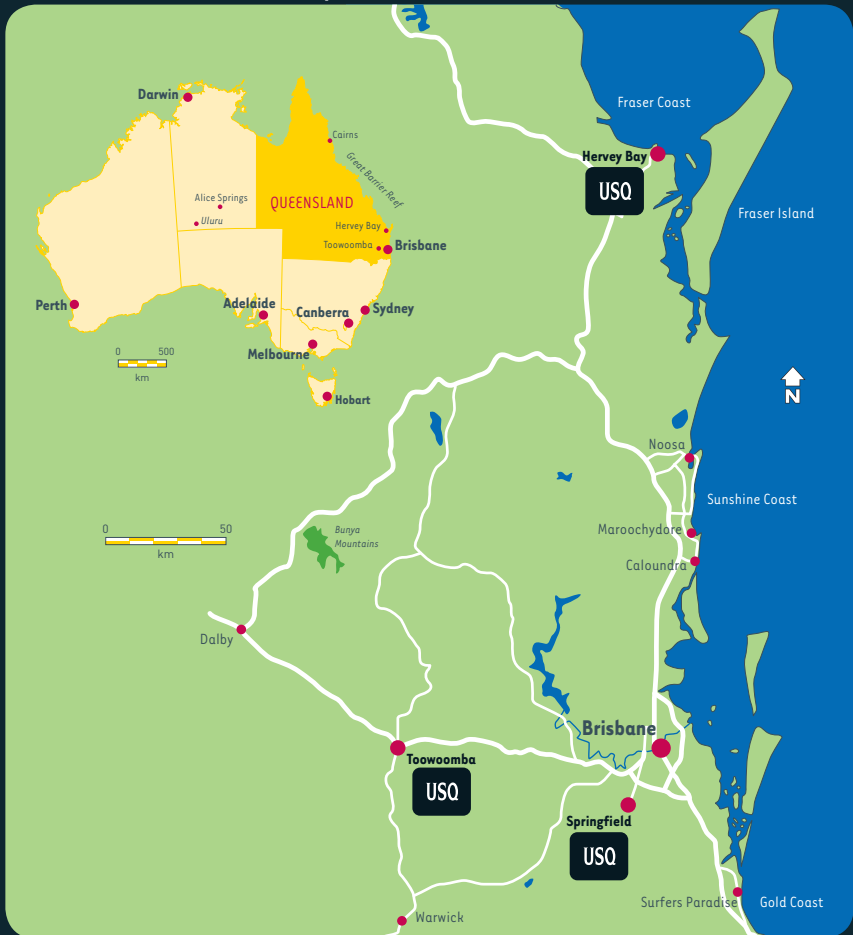 Fraser Coast
Darwin
Cairns
Great Barrier Reef
Hervey Bay
USQ
Alice Springs
QUEENSLAND
Uluru
Fraser Island
Hervey Bay
Toowoomba
Brisbane
Perth
Adelaide
Canberra
Sydney
Melbourne
0 500
km
N
Hobart
Noosa
Sunshine Coast
0 50
km
Bunya
Mountains
Maroochydore
Caloundra
Dalby
Brisbane
Toowoomba
USQ
Springfield
USQ
Surfers Paradise
Gold Coast
Warwick